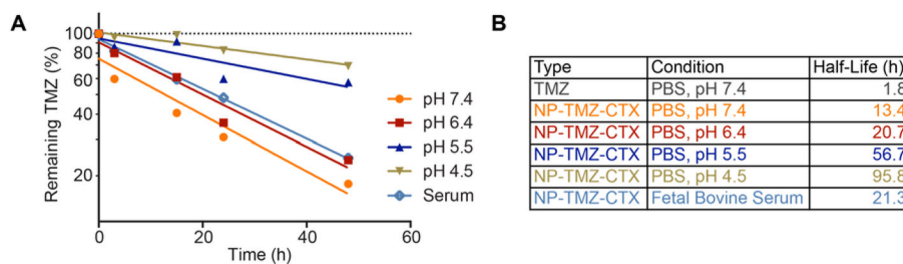 A
Remaining TMZ (%)
100
80
60
40
20
0
20
40
60
Time (h)
pH 7.4
pH 6.4
pH 5.5
pH 4.5
Serum
B
Type Condition Half-Life (h)
TMZ PBS, pH 7.4 1.8
NP-TMZ-CTX PBS, pH 7.4 13.4
NP-TMZ-CTX PBS, pH 6.4 20.7
NP-TMZ-CTX PBS, pH 5.5 56.7
NP-TMZ-CTX PBS, pH 4.5 95.8
NP-TMZ-CTX Fetal Bovine Serum 21.3